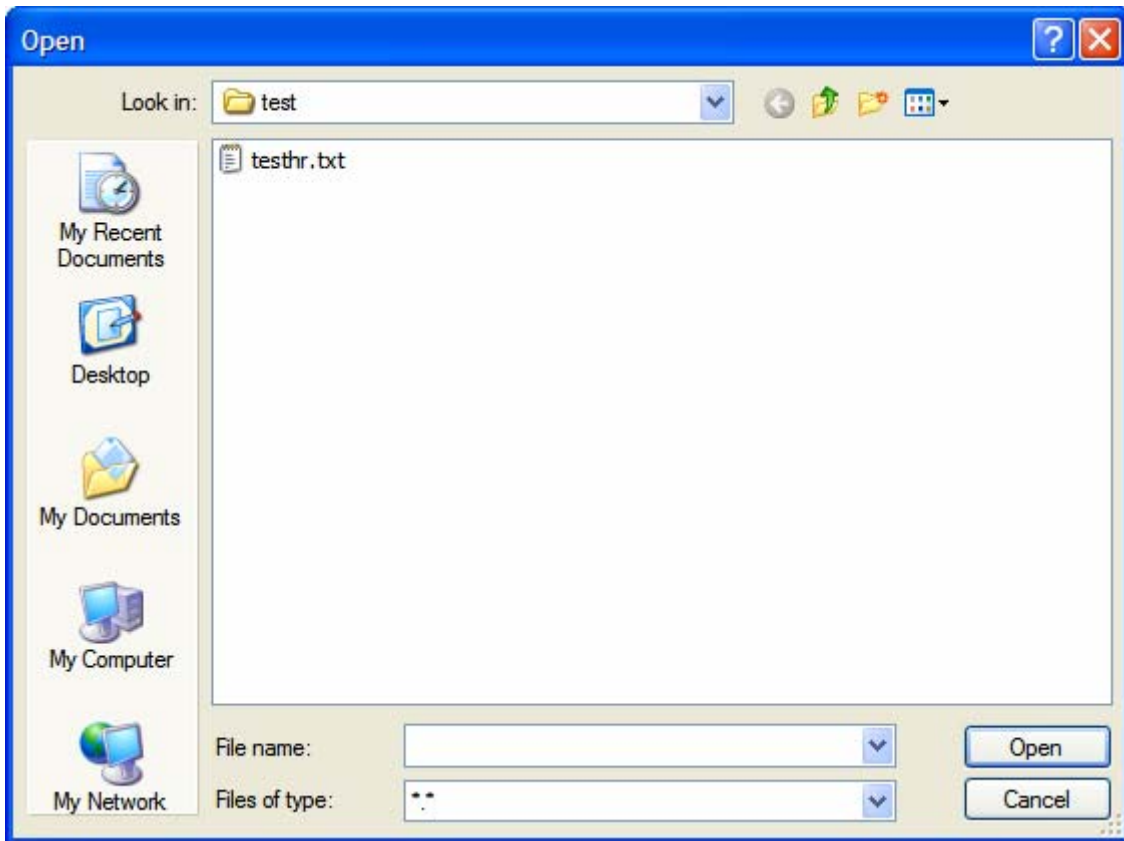 Open
Look in: test
testhr.txt
My Recent
Documents
Desktop
My Documents
My Computer
My Network
File name:
Open
Files of type: *.*
Cancel